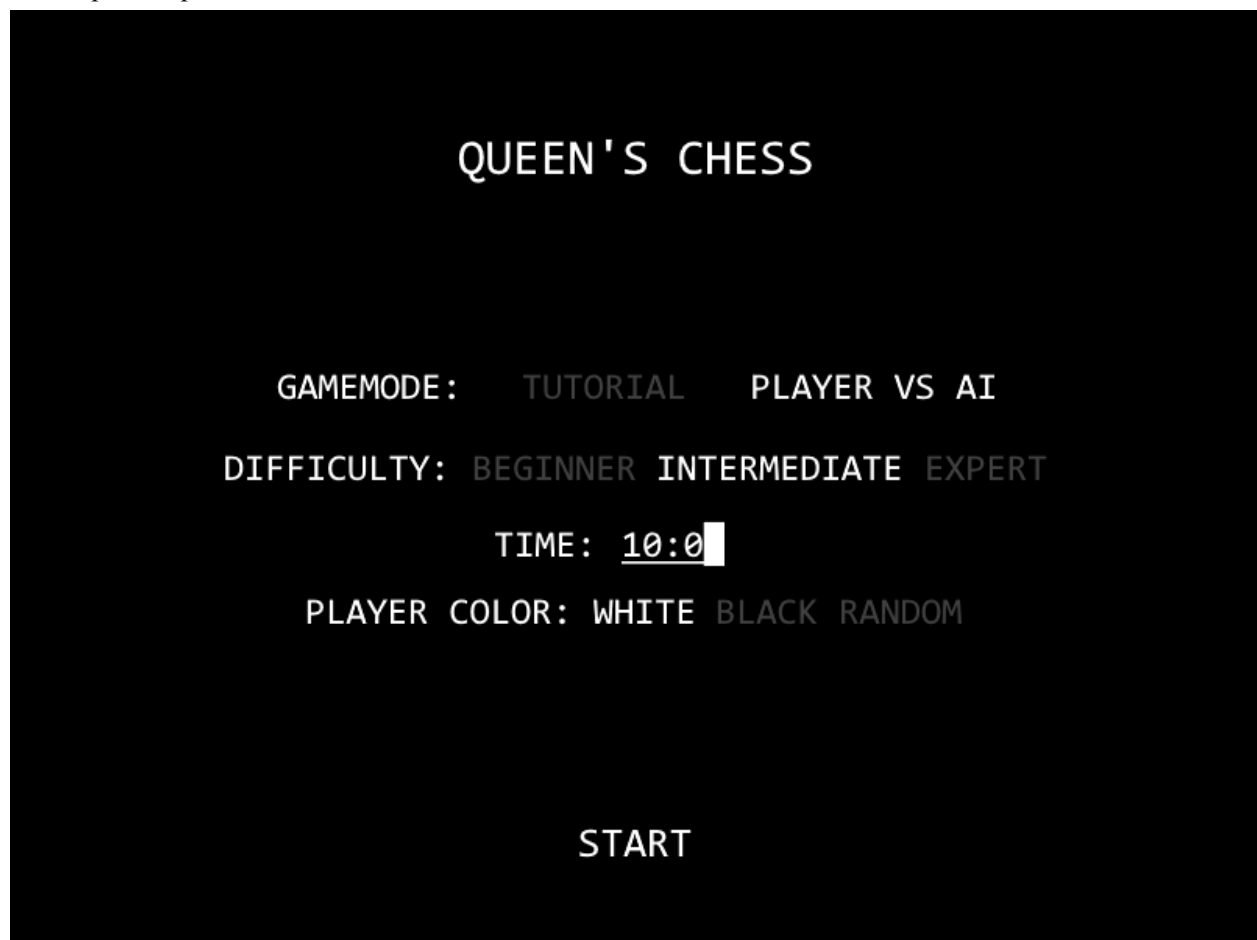 QUEEN'S CHESS
GAMEMODE: TUTORIAL PLAYER VS AI
DIFFICULTY: BEGINNER INTERMEDIATE EXPERT
TIME: 10:0
PLAYER COLOR: WHITE BLACK RANDOM
START